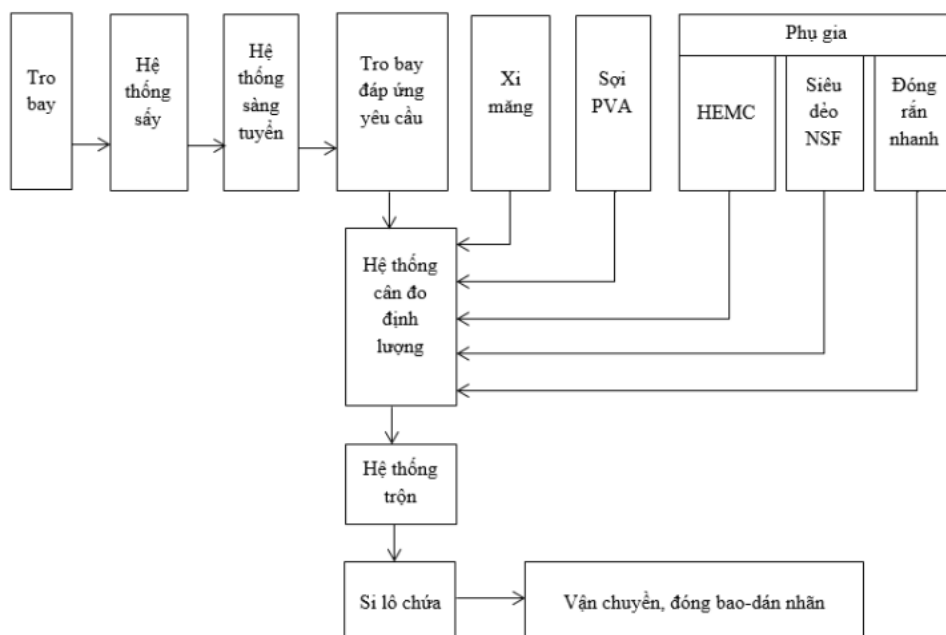 Tro
bay
Hệ
thống
sấy
Hệ
thống
sàng
tuyển
Tro bay
đáp ứng
yêu cầu
Xi
măng
Sợi
PVA
Phụ gia
HEMC
Siêu
dẻo
NSF
Đóng
rắn
nhanh
Hệ thống
cân đo
định
lượng
Hệ thống
trộn
Si lô chứa
Vận chuyển, đóng bao-dán nhãn